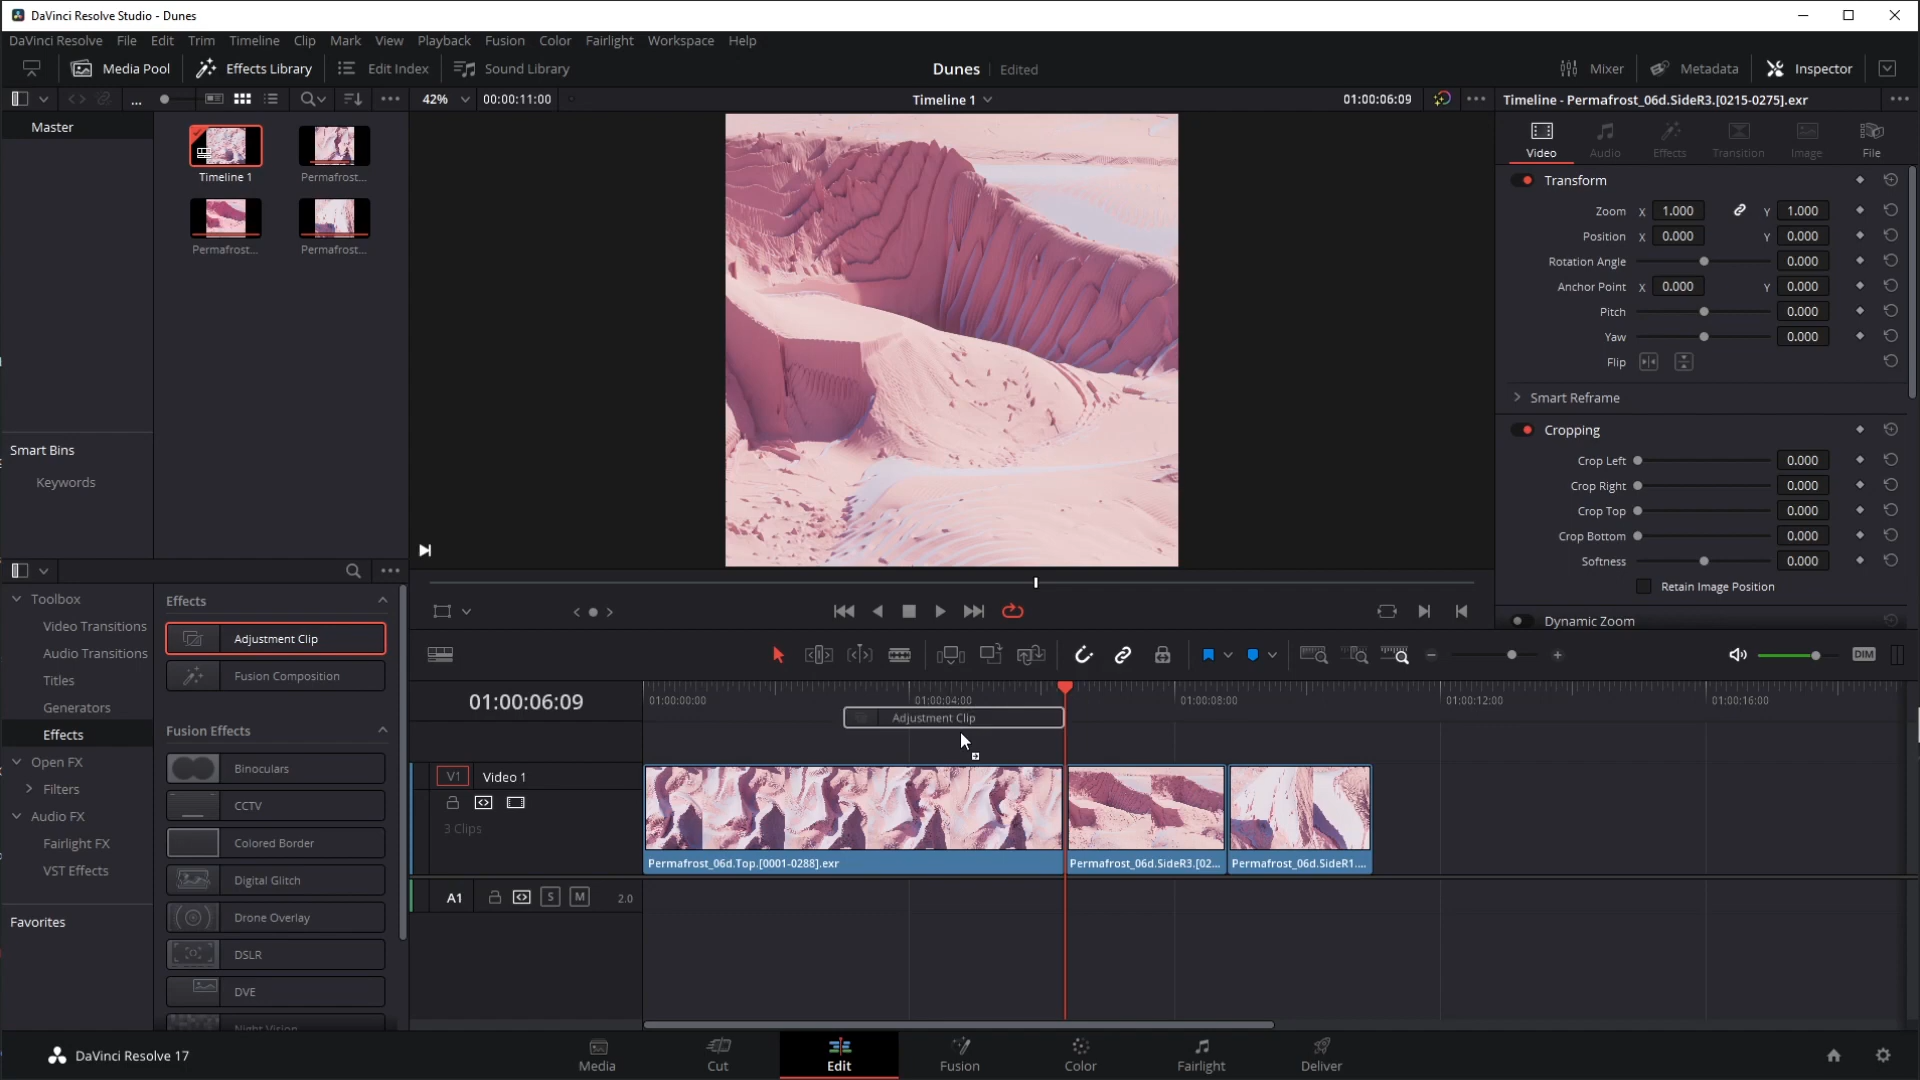 DaVinci Resolve Studio - Dunes
DaVinci Resolve File Edit Trim Timeline Clip Mark View Playback Fusion Color Fairlight Workspace Help
Media Pool Effects Library Edit Index Sound Library Dunes Edited Mixer Metadata Inspector
... 42% 00:00:11:00 Timeline 1 01:00:06:09 Timeline - Permafrost_06d.SideR3.[0215-0275].exr
Master
Timeline 1 Permafrost...
Permafrost... Permafrost...
Smart Bins
Keywords
Video Audio Effects Transition Image File
Transform
Zoom X 1.000 Y 1.000
Position X 0.000 Y 0.000
Rotation Angle 0.000
Anchor Point X 0.000 Y 0.000
Pitch 0.000
Yaw 0.000
Flip
Smart Reframe
Cropping
Crop Left 0.000
Crop Right 0.000
Crop Top 0.000
Crop Bottom 0.000
Softness 0.000
Retain Image Position
Dynamic Zoom
Toolbox
Video Transitions
Audio Transitions
Titles
Generators
Effects
Open FX
Filters
Audio FX
Fairlight FX
VST Effects
Favorites
Effects
Adjustment Clip
Fusion Composition
Fusion Effects
Binoculars
CCTV
Colored Border
Digital Glitch
Drone Overlay
DSLR
DVE
Night Vision
DIM
01:00:06:09 01:00:00:00 01:00:04:00 01:00:08:00 01:00:12:00 01:00:16:00
Adjustment Clip
V1 Video 1
3 Clips
Permafrost_06d.Top.[0001-0288].exr Permafrost_06d.SideR3.[02... Permafrost_06d.SideR1....
A1 S M 2.0
DaVinci Resolve 17
Media Cut Edit Fusion Color Fairlight Deliver